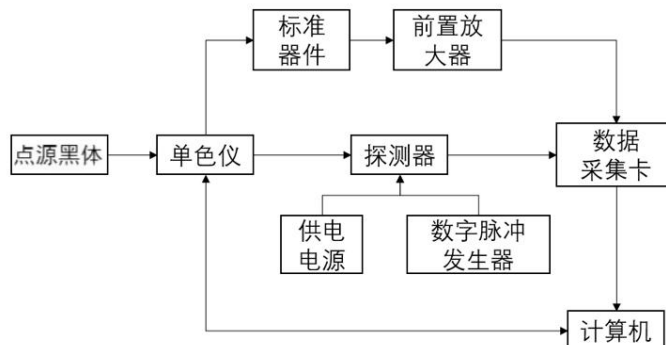 标准
器件
前置放
大器
点源黑体
单色仪
探测器
数据
采集卡
供电
电源
数字脉冲
发生器
计算机